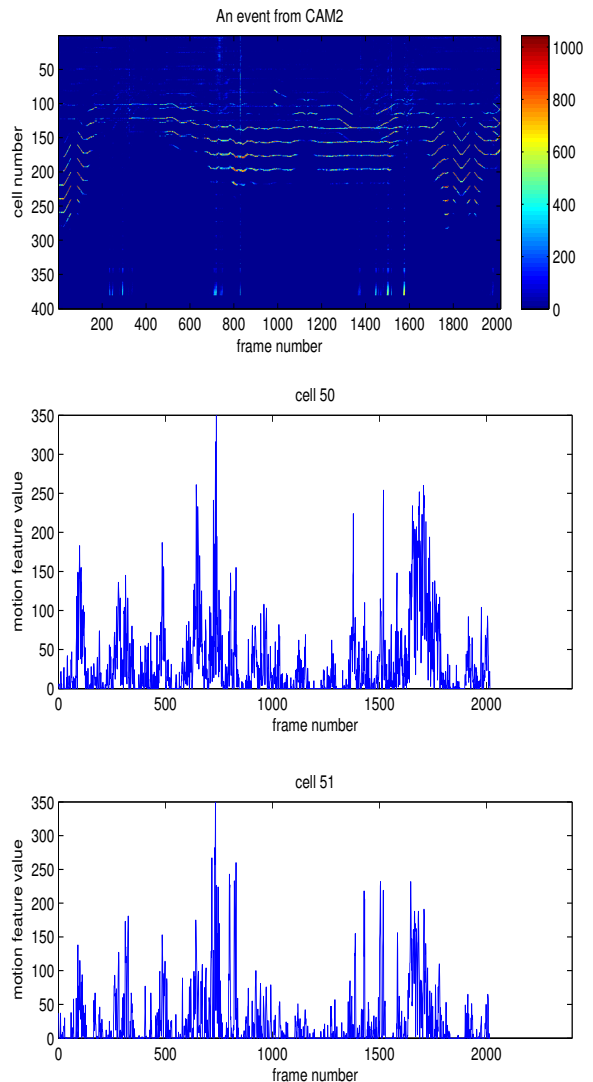 An event from CAM2
cell number
50
100
150
200
250
300
350
400
200 400 600 800 1000 1200 1400 1600 1800 2000
frame number
1000
800
600
400
200
0
cell 50
motion feature value
350
300
250
200
150
100
50
0
0 500 1000 1500 2000
frame number
cell 51
motion feature value
350
300
250
200
150
100
50
0
0 500 1000 1500 2000
frame number